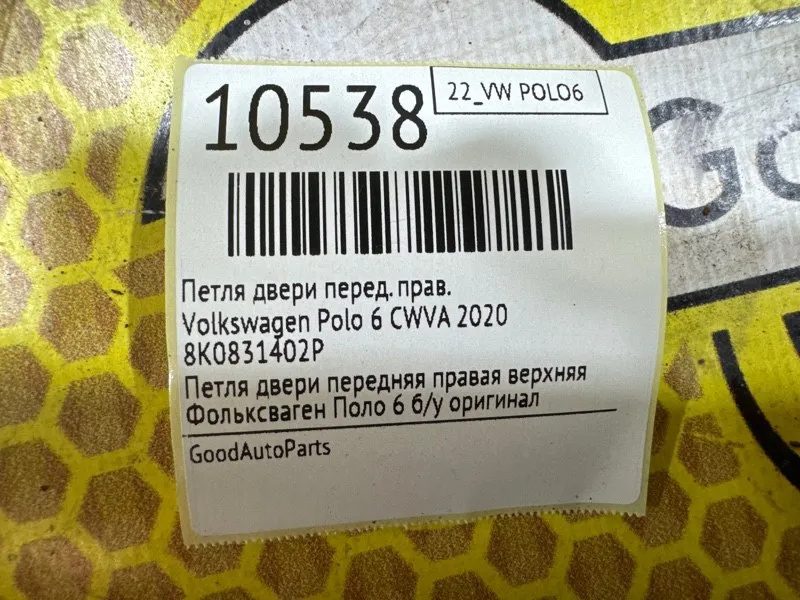 10538
22_VW POLO6
Go
Петля двери перед. прав.
Volkswagen Polo 6 CWVA 2020
8K0831402P
Петля двери передняя правая верхняя
Фольксваген Поло 6 б/у оригинал
GoodAutoParts